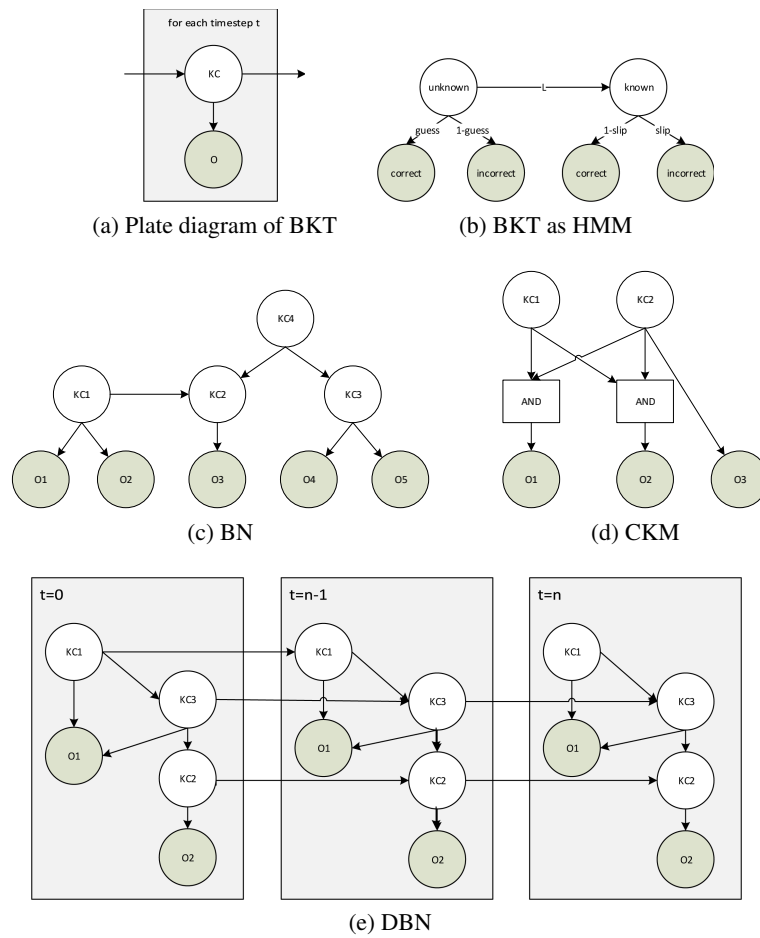 for each timestep t
KC
O
(a) Plate diagram of BKT
unknown
L
known
guess
1-guess
1-slip
slip
correct
incorrect
correct
incorrect
(b) BKT as HMM
KC4
KC1
KC2
KC3
O1
O2
O3
O4
O5
(c) BN
KC1
KC2
AND
AND
O1
O2
O3
(d) CKM
t=0
KC1
KC3
O1
KC2
O2
t=n-1
KC1
KC3
O1
KC2
O2
t=n
KC1
KC3
O1
KC2
O2
(e) DBN